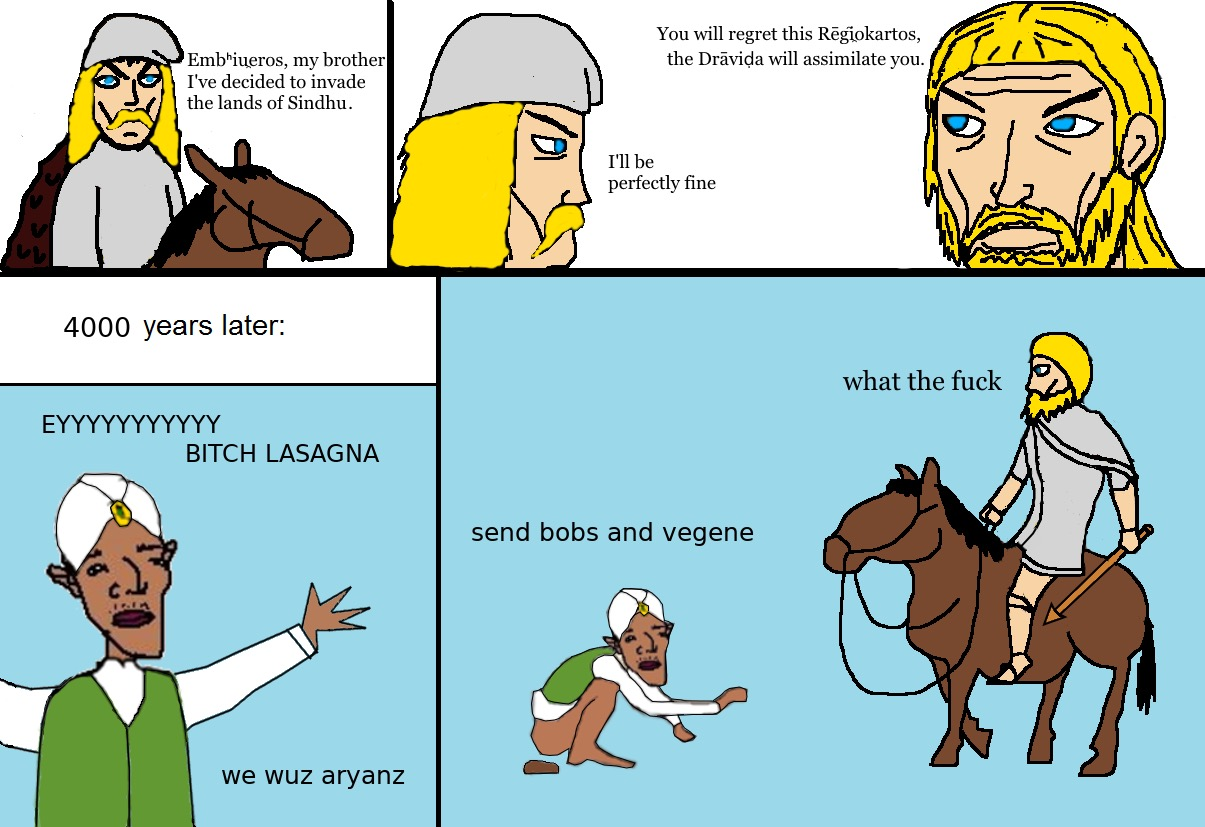 Embʰiu̯eros, my brother
I've decided to invade
the lands of Sindhu.
I'll be
perfectly fine
You will regret this Rēg̑i̯okartos,
the Drāviḍa will assimilate you.
4000 years later:
EYYYYYYYYYYY
BITCH LASAGNA
we wuz aryanz
send bobs and vegene
what the fuck